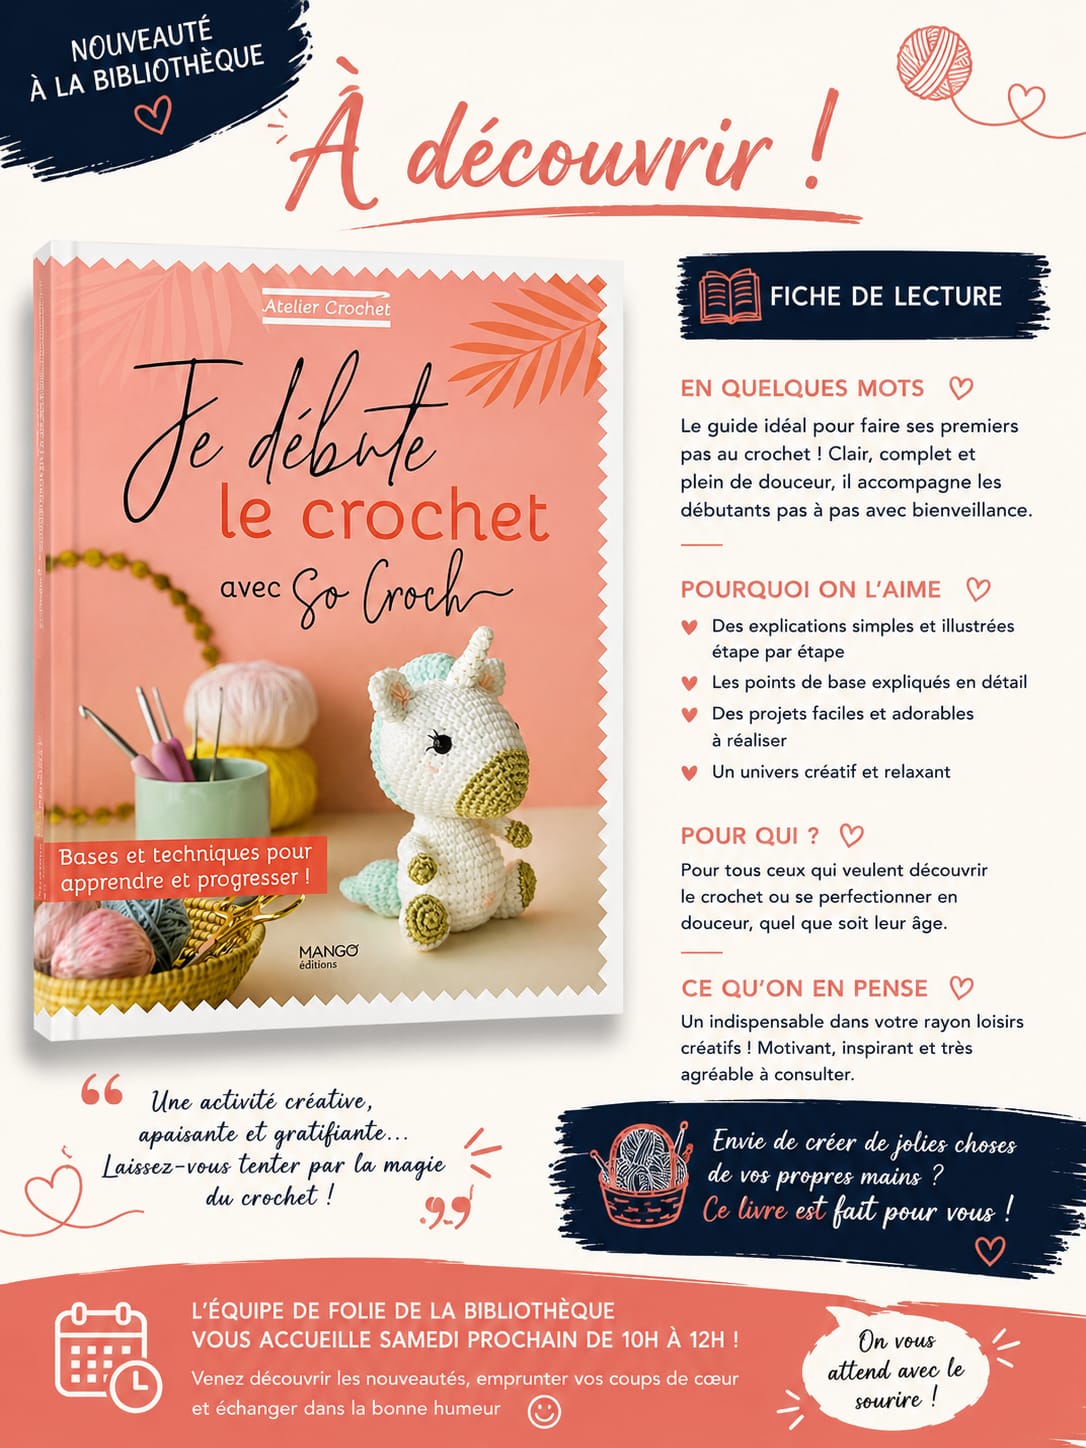 NOUVEAUTÉ
À LA BIBLIOTHÈQUE
À découvrir !
Atelier Crochet
Je débute
le crochet
avec So Croch
Bases et techniques pour
apprendre et progresser !
MANGO
éditions
FICHE DE LECTURE
EN QUELQUES MOTS
Le guide idéal pour faire ses premiers
pas au crochet ! Clair, complet et
plein de douceur, il accompagne les
débutants pas à pas avec bienveillance.
POURQUOI ON L'AIME
Des explications simples et illustrées
étape par étape
Les points de base expliqués en détail
Des projets faciles et adorables
à réaliser
Un univers créatif et relaxant
POUR QUI ?
Pour tous ceux qui veulent découvrir
le crochet ou se perfectionner en
douceur, quel que soit leur âge.
CE QU'ON EN PENSE
Un indispensable dans votre rayon loisirs
créatifs ! Motivant, inspirant et très
agréable à consulter.
“ Une activité créative,
apaisante et gratifiante...
Laissez-vous tenter par la magie
du crochet ! ”
Envie de créer de jolies choses
de vos propres mains ?
Ce livre est fait pour vous !
L'ÉQUIPE DE FOLIE DE LA BIBLIOTHÈQUE
VOUS ACCUEILLE SAMEDI PROCHAIN DE 10H À 12H !
Venez découvrir les nouveautés, emprunter vos coups de cœur
et échanger dans la bonne humeur
On vous
attend avec le
sourire !